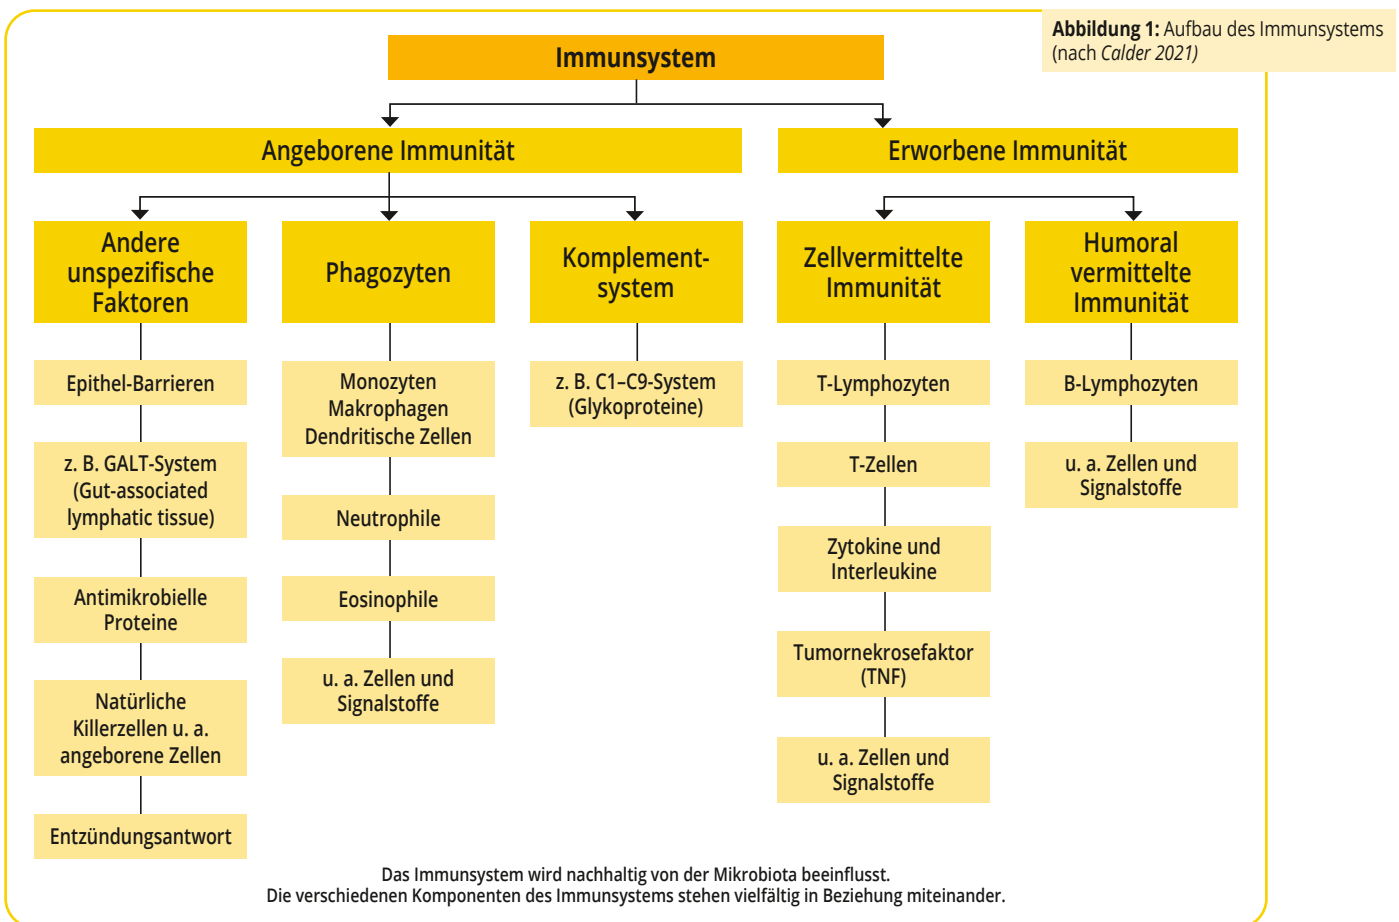 Abbildung 1: Aufbau des Immunsystems
(nach Calder 2021)
Immunsystem
Angeborene Immunität
Erworbene Immunität
Andere
unspezifische
Faktoren
Phagozyten
Komplement-
system
Zellvermittelte
Immunität
Humoral
vermittelte
Immunität
Epithel-Barrieren
z. B. GALT-System
(Gut-associated
lymphatic tissue)
Antimikrobielle
Proteine
Natürliche
Killerzellen u. a.
angeborene Zellen
Entzündungsantwort
Monozyten
Makrophagen
Dendritische Zellen
Neutrophile
Eosinophile
u. a. Zellen und
Signalstoffe
z. B. C1–C9-System
(Glykoproteine)
T-Lymphozyten
T-Zellen
Zytokine und
Interleukine
Tumornekrosefaktor
(TNF)
u. a. Zellen und
Signalstoffe
B-Lymphozyten
u. a. Zellen und
Signalstoffe
Das Immunsystem wird nachhaltig von der Mikrobiota beeinflusst.
Die verschiedenen Komponenten des Immunsystems stehen vielfältig in Beziehung miteinander.